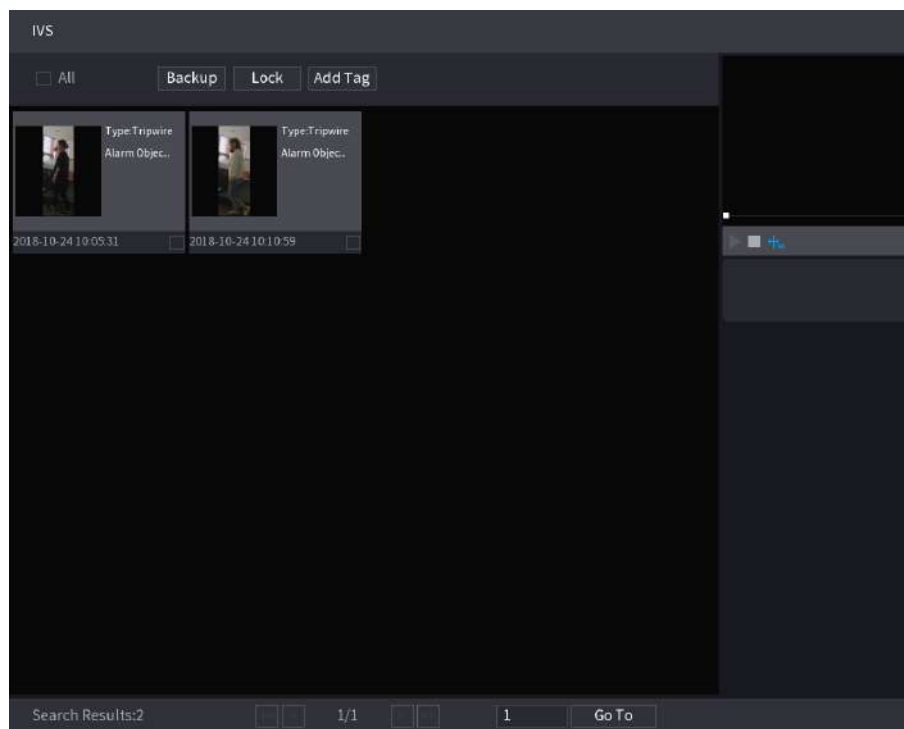 IVS
All Backup Lock Add Tag
Type:Tripwire
Alarm Objec..
2018-10-24 10:05:31
Type:Tripwire
Alarm Objec..
2018-10-24 10:10:59
Search Results:2 1/1 1 Go To